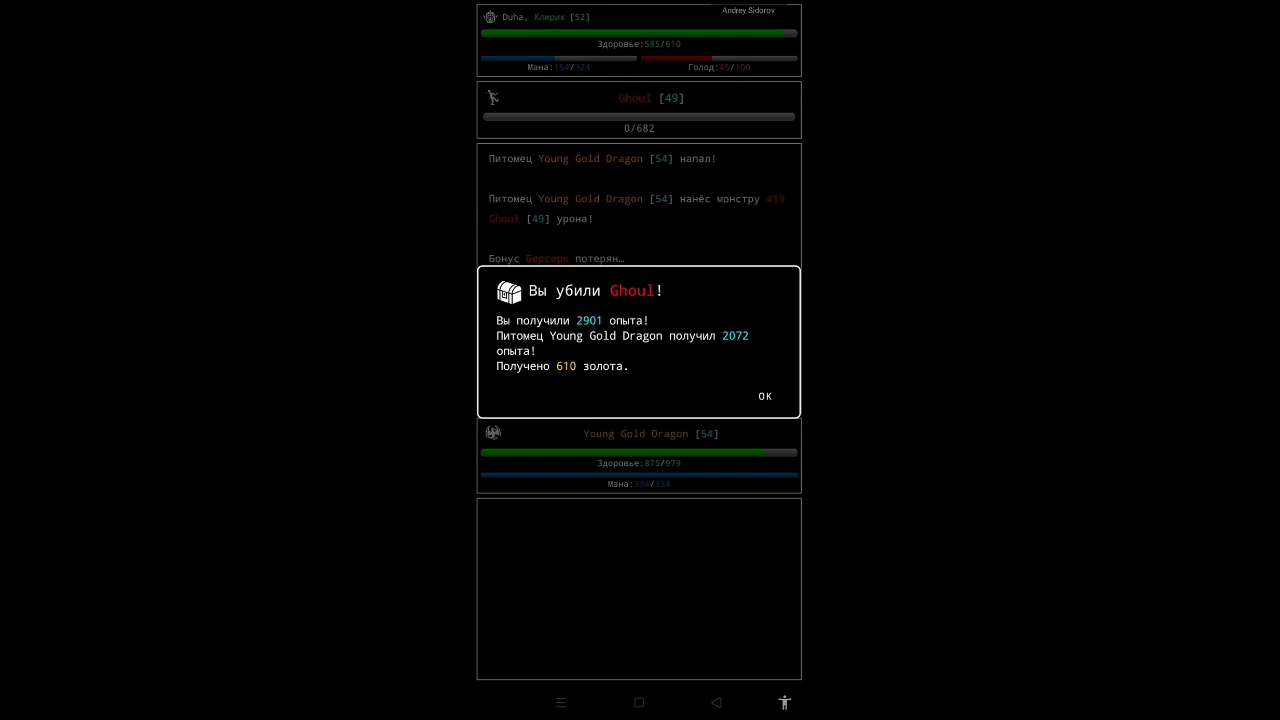 Andrey Sidorov
Duha, Клирик [52]
Здоровье:585/610
Мана:154/324
Голод:45/100
Ghoul [49]
0/682
Питомец Young Gold Dragon [54] напал!
Питомец Young Gold Dragon [54] нанёс монстру 419
Ghoul [49] урона!
Бонус Берсерк потерян…
Вы убили Ghoul!
Вы получили 2901 опыта!
Питомец Young Gold Dragon получил 2072
опыта!
Получено 610 золота.
OK
Young Gold Dragon [54]
Здоровье:875/979
Мана:334/334